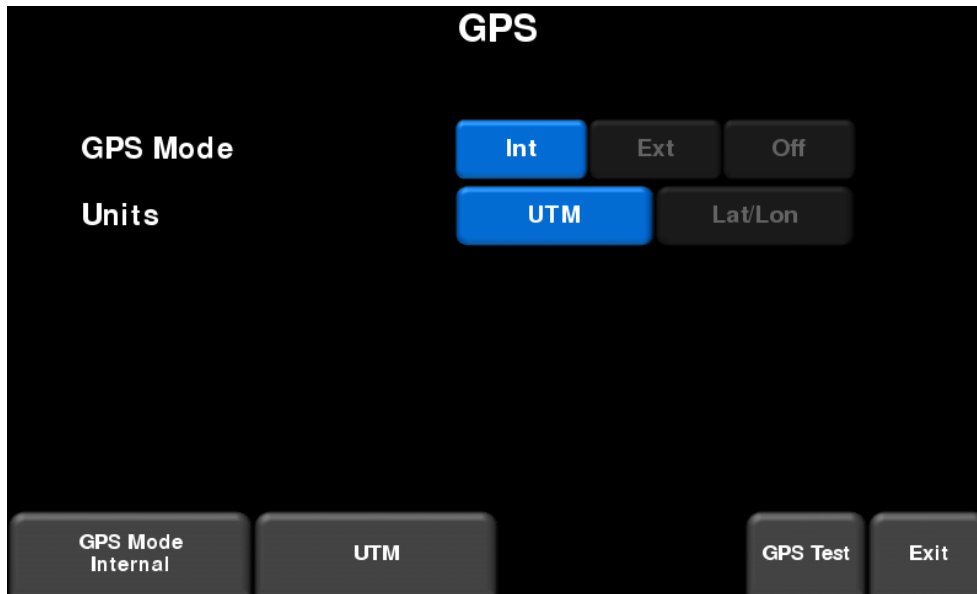 GPS
GPS Mode Int Ext Off
Units UTM Lat/Lon
GPS Mode
Internal
UTM
GPS Test
Exit